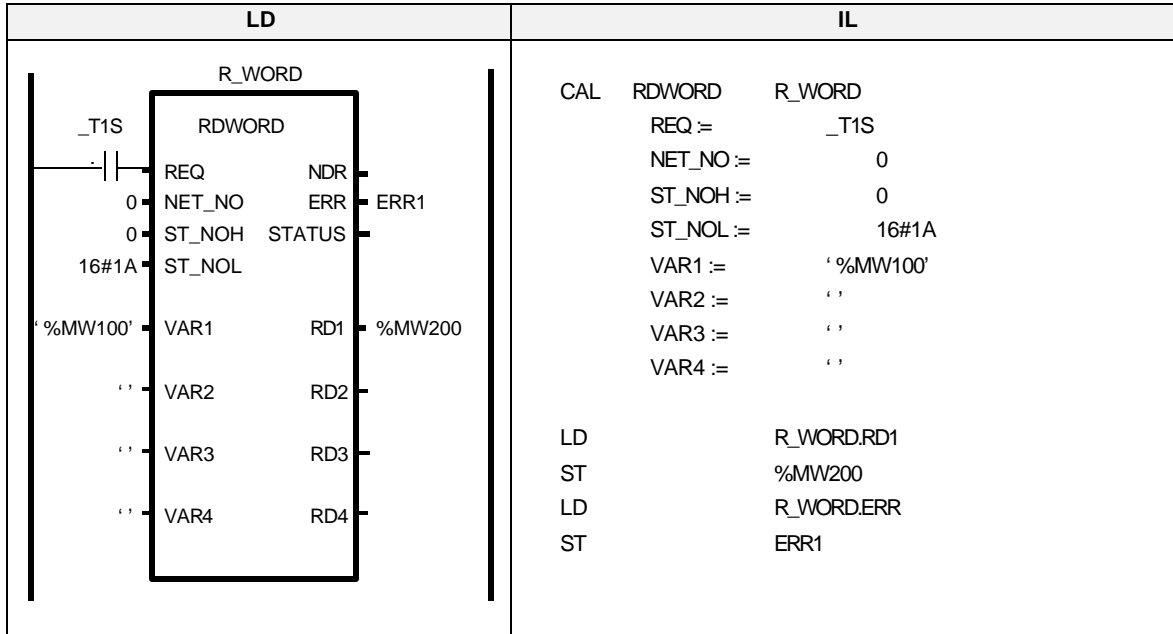 LD
IL
R_WORD
_T1S
RDWORD
REQ NDR
0 NET_NO ERR ERR1
0 ST_NOH STATUS
16#1A ST_NOL
‘ %MW100’ VAR1 RD1 %MW200
‘ ’ VAR2 RD2
‘ ’ VAR3 RD3
‘ ’ VAR4 RD4
CAL RDWORD R_WORD
REQ := _T1S
NET_NO := 0
ST_NOH := 0
ST_NOL := 16#1A
VAR1 := ‘ %MW100’
VAR2 := ‘ ’
VAR3 := ‘ ’
VAR4 := ‘ ’
LD R_WORD.RD1
ST %MW200
LD R_WORD.ERR
ST ERR1